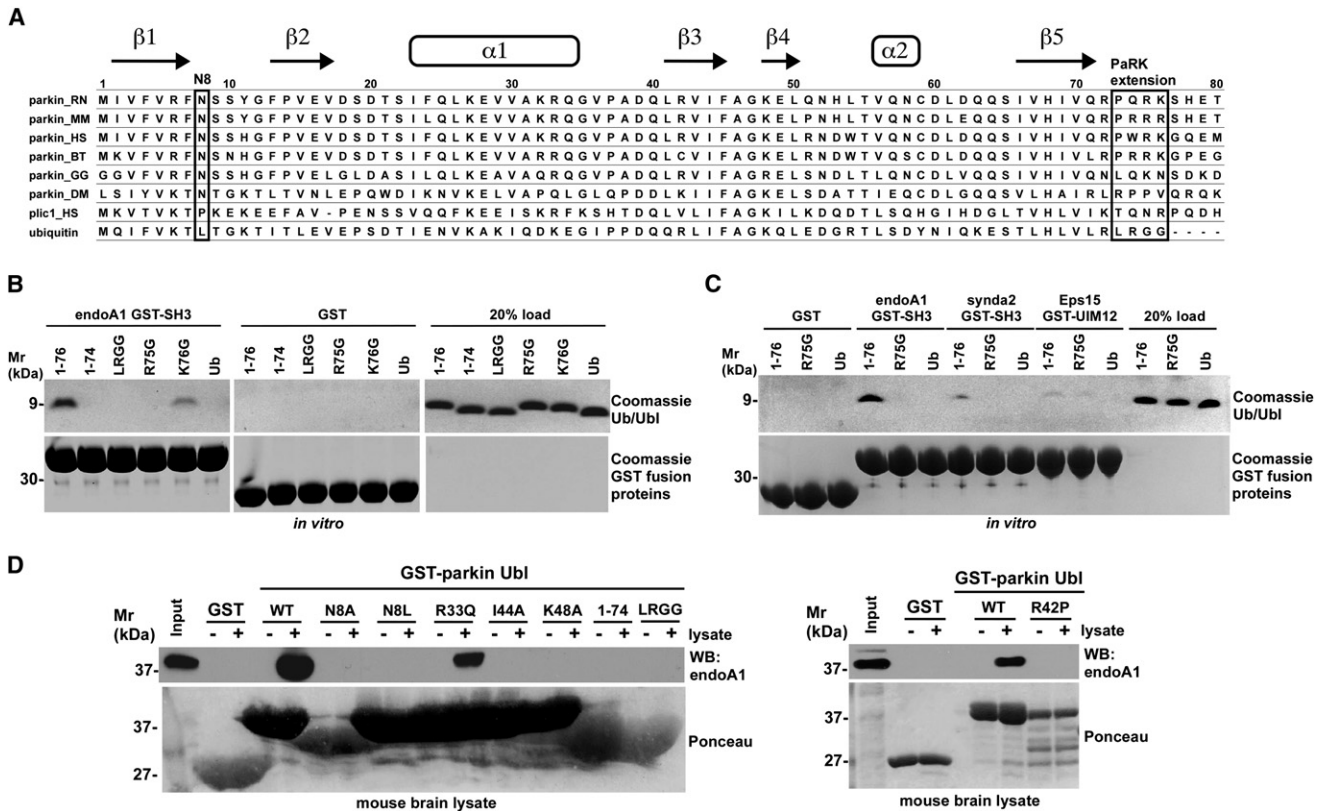 A
β1 β2 α1 β3 β4 α2 β5
PaRK
1 N8 10 20 30 40 50 60 70 extension 80
parkin_RN M I V F V R F N S S Y G F P V E V D S D T S I F Q L K E V V A K R Q G V P A D Q L R V I F A G K E L Q N H L T V Q N C D L D Q Q S I V H I V Q R P Q R K S H E T
parkin_MM M I V F V R F N S S Y G F P V E V D S D T S I L Q L K E V V A K R Q G V P A D Q L R V I F A G K E L P N H L T V Q N C D L E Q Q S I V H I V Q R P R R R S H E T
parkin_HS M I V F V R F N S S H G F P V E V D S D T S I F Q L K E V V A K R Q G V P A D Q L R V I F A G K E L R N D W T V Q N C D L D Q Q S I V H I V Q R P W R K G Q E M
parkin_BT M K V F V R F N S N H G F P V E V D S D T S I F Q L K E V V A R R Q G V P A D Q L C V I F A G K E L R N D W T V Q S C D L D Q Q S I V H I V L R P R R K G P E G
parkin_GG G G V F V R F N S S H G F P V E L G L D A S I F Q L K E V V A R R Q G V P A D Q L R V I F A G K E L R N D L T L Q S C D L V Q Q S I V H I V N L Q K N S D K D
parkin_DM L S I Y V K T N T G K T L T V N L E P Q W D I K N V K E L V A P Q L G L Q P D D L K I I F A G K E L S D A T T I E Q C D L G Q Q S V L H A I R L R P P V Q R Q K
plic1_HS M K V T V K T P K E K E E F A V - P E N S S V Q Q F K E E I S K R F K S H T D Q L V L I F A G K I L K D Q D T L S Q H G I H D G L T V H L V I K T Q N R P Q D H
ubiquitin M Q I F V K T L T G K T I T L E V E P S D T I E N V K A K I Q D K E G I P P D Q Q R L I F A G K Q L E D G R T L S D Y N I Q K E S T L H L V L R L R G G - - - -
B
endoA1 GST-SH3 GST 20% load
Mr
(kDa)
1-76 1-74 LRGG R75G K76G Ub 1-76 1-74 LRGG R75G K76G Ub 1-76 1-74 LRGG R75G K76G Ub
9-
Coomassie
Ub/Ubl
30-
Coomassie
GST fusion
proteins
in vitro
C
GST endoA1 GST-SH3 synda2 GST-SH3 Eps15 GST-UIM12 20% load
Mr
(kDa)
1-76 R75G Ub 1-76 R75G Ub 1-76 R75G Ub 1-76 R75G Ub 1-76 R75G Ub
9-
Coomassie
Ub/Ubl
30-
Coomassie
GST fusion
proteins
in vitro
D
GST-parkin Ubl
Mr
(kDa)
Input GST WT N8A N8L R33Q I44A K48A 1-74 LRGG
- + - + - + - + - + - + - + - + - + lysate
37-
WB:
endoA1
37-
Ponceau
27-
mouse brain lysate
GST-parkin Ubl
Mr
(kDa)
Input GST WT R42P
- + - + - + lysate
37-
WB:
endoA1
37-
Ponceau
27-
mouse brain lysate